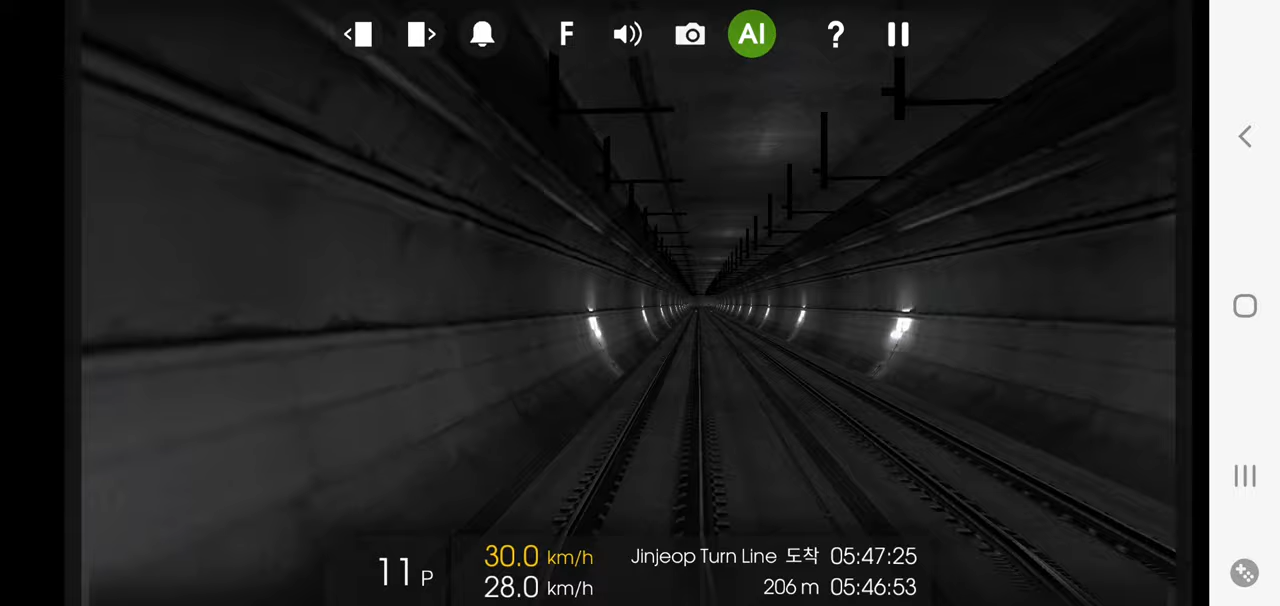 F AI ?
11 P
30.0 km/h
28.0 km/h
Jinjeop Turn Line 도착 05:47:25
206 m 05:46:53